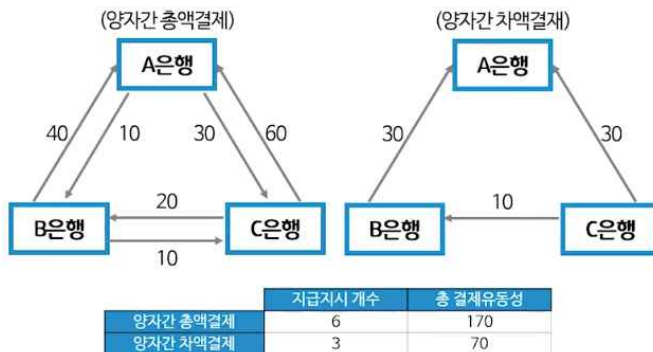 (양자간 총액결제)
A은행
40
10
30
60
20
B은행
C은행
10
(양자간 차액결재)
A은행
30
30
10
B은행
C은행
지급지시 개수 총 결제유동성
양자간 총액결제 6 170
양자간 차액결제 3 70